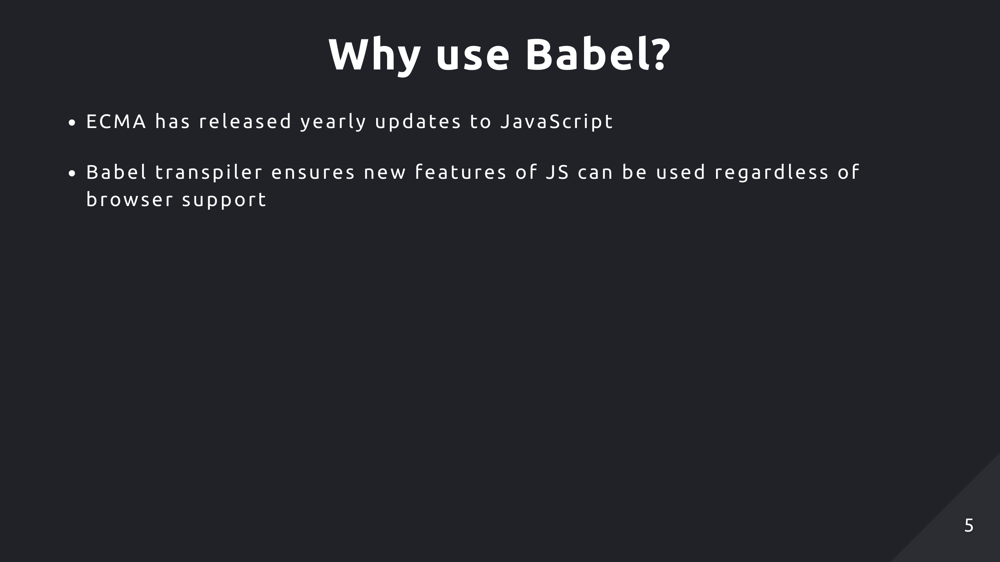 Why use Babel?
• ECMA has released yearly updates to JavaScript
• Babel transpiler ensures new features of JS can be used regardless of
browser support
5